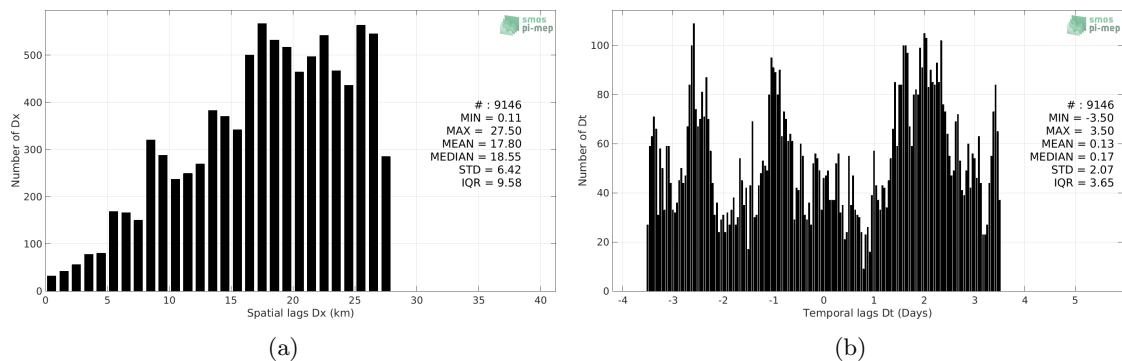 smos
pi-mep
500
400
300
200
100
0
Number of Dx
# : 9146
MIN = 0.11
MAX = 27.50
MEAN = 17.80
MEDIAN = 18.55
STD = 6.42
IQR = 9.58
0 5 10 15 20 25 30 35 40
Spatial lags Dx (km)
(a)
smos
pi-mep
100
80
60
40
20
0
Number of Dt
# : 9146
MIN = -3.50
MAX = 3.50
MEAN = 0.13
MEDIAN = 0.17
STD = 2.07
IQR = 3.65
-4 -3 -2 -1 0 1 2 3 4 5
Temporal lags Dt (Days)
(b)